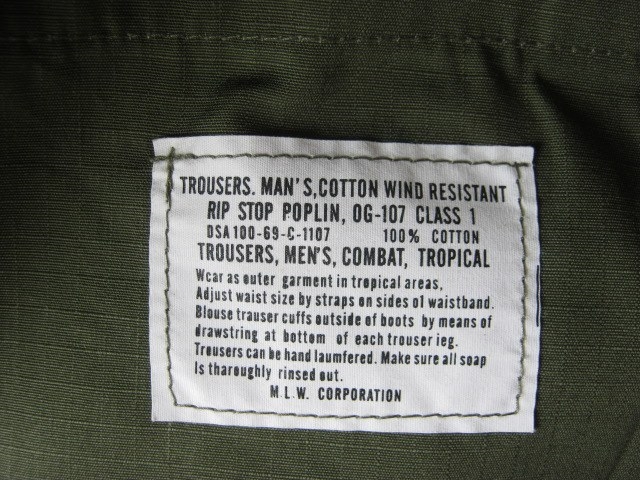 TROUSERS. MAN'S,COTTON WIND RESISTANT
RIP STOP POPLIN, OG-107 CLASS 1
DSA100-69-C-1107 100% COTTON
TROUSERS, MEN'S, COMBAT, TROPICAL
Wcar as outer garment in tropical areas,
Adjust waist size by straps on sides of waistband.
Blouse trauser cuffs outside of boots by means of
drawstring at bottom of each trouser ieg.
Trousers can be hand laumfered. Make sure all soap
Is tharoughly rinsed out.
M.L.W. CORPORATION